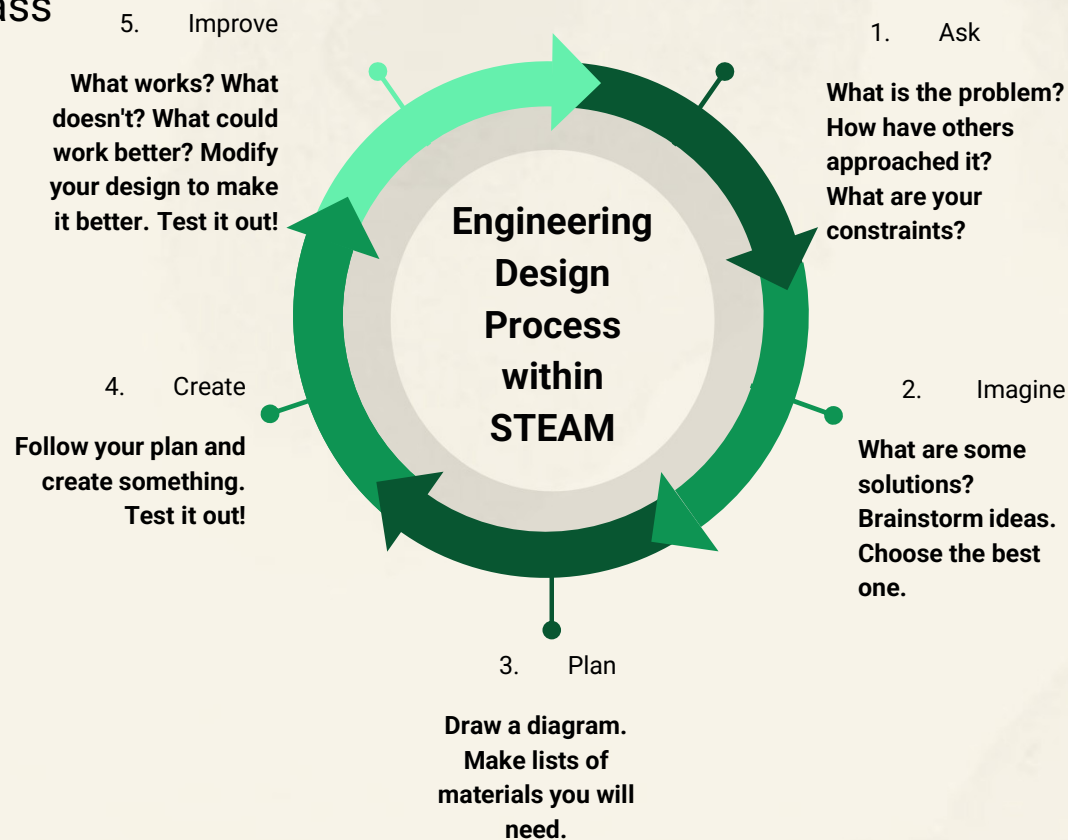 ass
5. Improve
What works? What
doesn't? What could
work better? Modify
your design to make
it better. Test it out!
1. Ask
What is the problem?
How have others
approached it?
What are your
constraints?
Engineering
Design
Process
within
STEAM
4. Create
Follow your plan and
create something.
Test it out!
2. Imagine
What are some
solutions?
Brainstorm ideas.
Choose the best
one.
3. Plan
Draw a diagram.
Make lists of
materials you will
need.